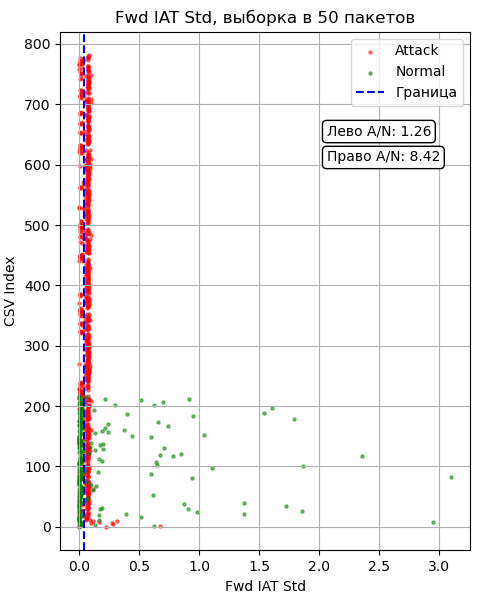 Fwd IAT Std, выборка в 50 пакетов
Attack
Normal
Граница
Лево A/N: 1.26
Право A/N: 8.42
800
700
600
500
400
300
200
100
0
CSV Index
0.0 0.5 1.0 1.5 2.0 2.5 3.0
Fwd IAT Std